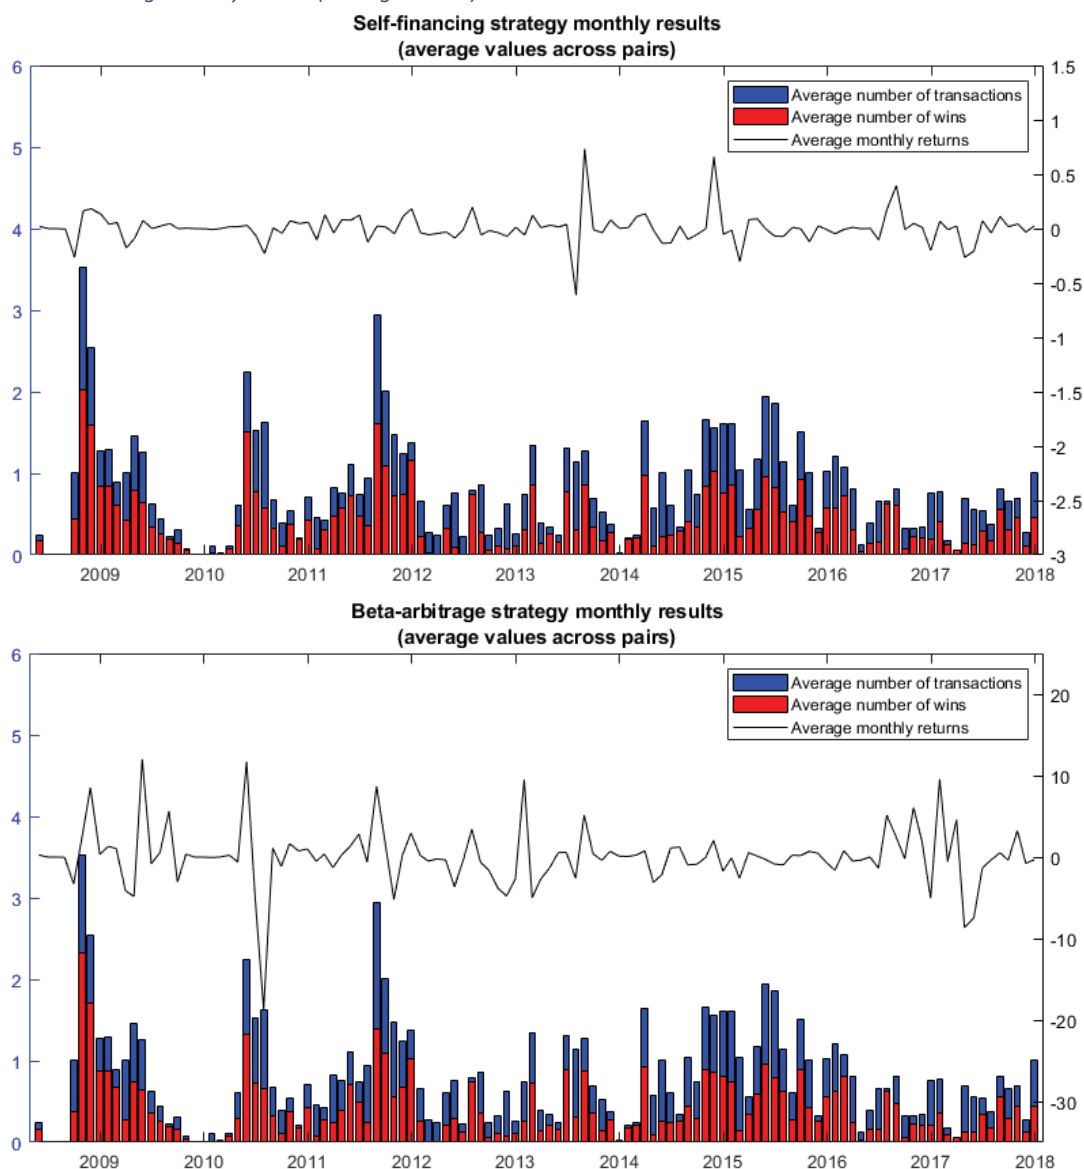 Self-financing strategy monthly results
(average values across pairs)
6
5
4
3
2
1
0
1.5
1
0.5
0
-0.5
-1
-1.5
-2
-2.5
-3
Average number of transactions
Average number of wins
Average monthly returns
2009 2010 2011 2012 2013 2014 2015 2016 2017 2018
Beta-arbitrage strategy monthly results
(average values across pairs)
6
5
4
3
2
1
0
20
10
0
-10
-20
-30
Average number of transactions
Average number of wins
Average monthly returns
2009 2010 2011 2012 2013 2014 2015 2016 2017 2018